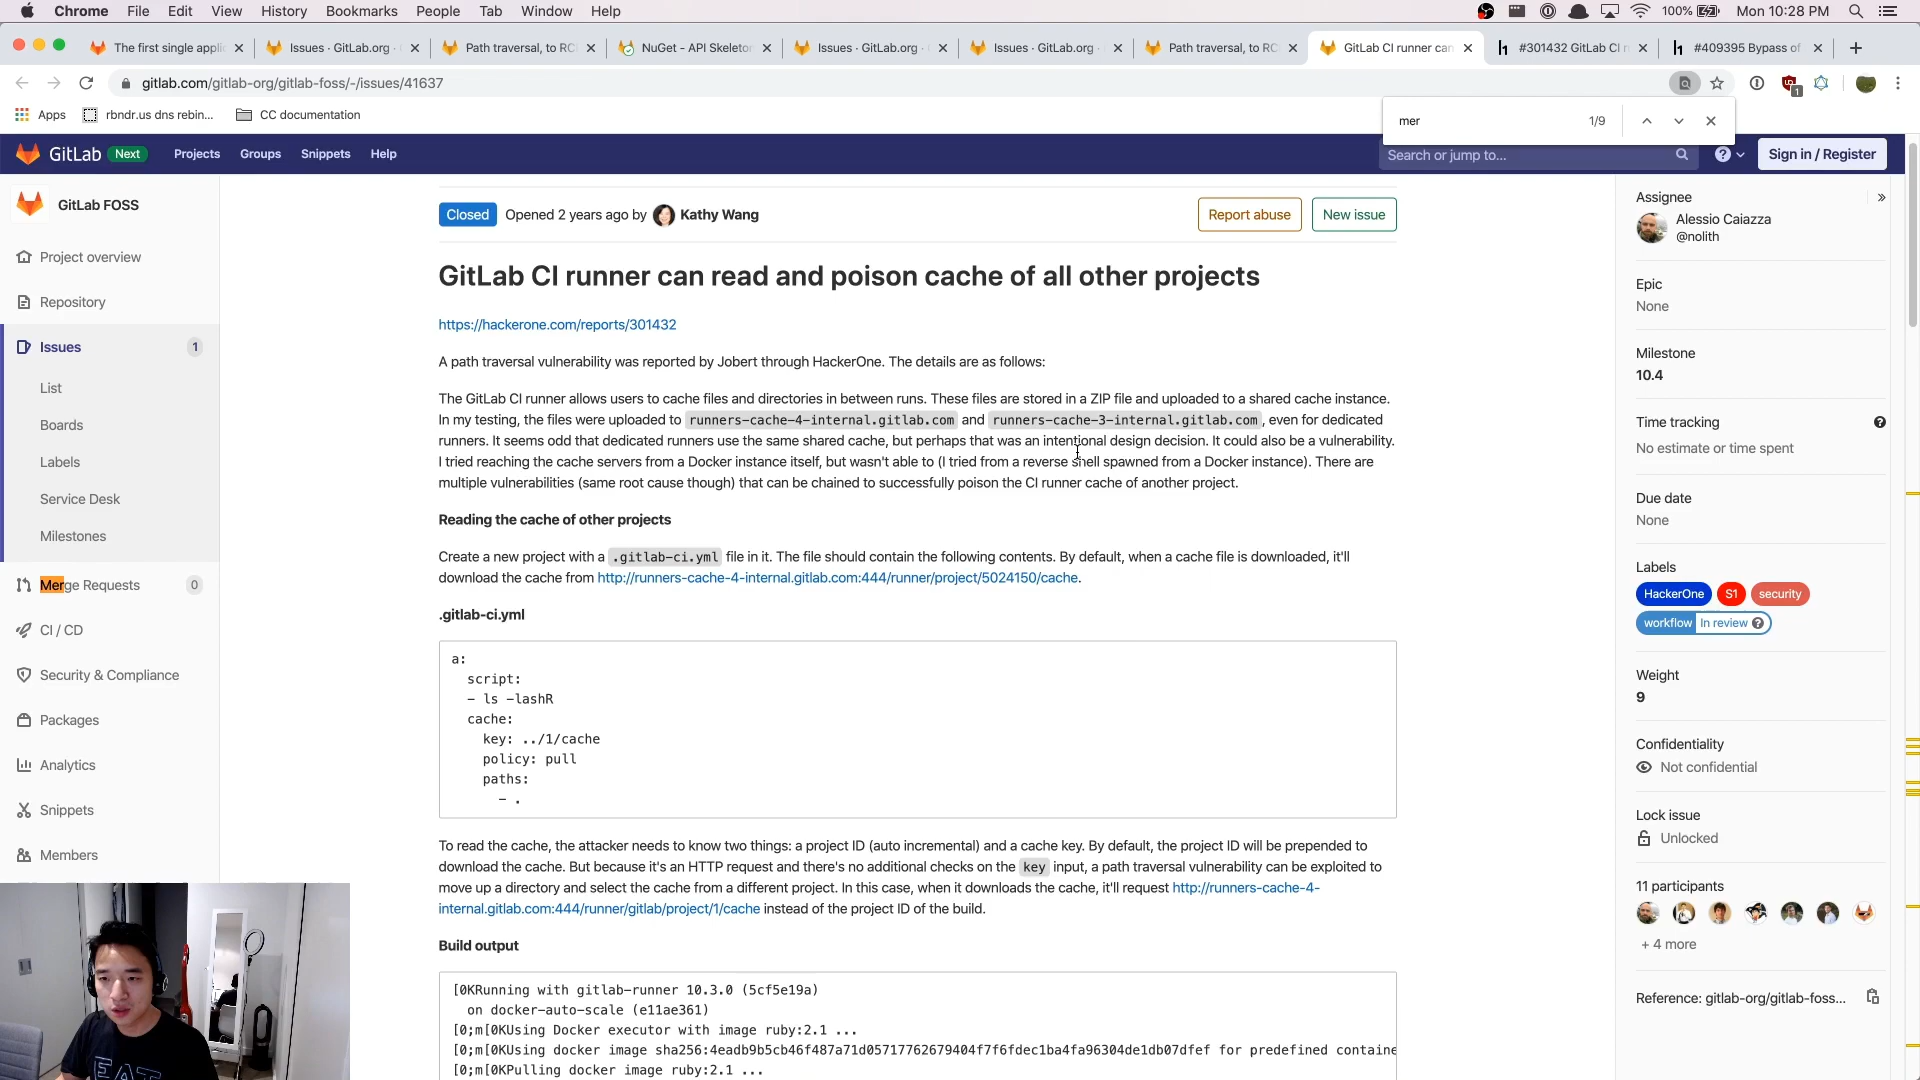 Chrome File Edit View History Bookmarks People Tab Window Help 100% Mon 10:28 PM
The first single appli Issues · GitLab.org · Path traversal, to RC NuGet - API Skeleton Issues · GitLab.org · Issues · GitLab.org · Path traversal, to RC GitLab CI runner can #301432 GitLab CI r #409395 Bypass of
gitlab.com/gitlab-org/gitlab-foss/-/issues/41637
Apps rbndr.us dns rebin... CC documentation
mer 1/9
GitLab Next Projects Groups Snippets Help Search or jump to... Sign in / Register
GitLab FOSS
Project overview
Repository
Issues 1
List
Boards
Labels
Service Desk
Milestones
Merge Requests 0
CI / CD
Security & Compliance
Packages
Analytics
Snippets
Members
Closed Opened 2 years ago by Kathy Wang Report abuse New issue
GitLab CI runner can read and poison cache of all other projects
https://hackerone.com/reports/301432
A path traversal vulnerability was reported by Jobert through HackerOne. The details are as follows:
The GitLab CI runner allows users to cache files and directories in between runs. These files are stored in a ZIP file and uploaded to a shared cache instance.
In my testing, the files were uploaded to runners-cache-4-internal.gitlab.com and runners-cache-3-internal.gitlab.com, even for dedicated
runners. It seems odd that dedicated runners use the same shared cache, but perhaps that was an intentional design decision. It could also be a vulnerability.
I tried reaching the cache servers from a Docker instance itself, but wasn't able to (I tried from a reverse shell spawned from a Docker instance). There are
multiple vulnerabilities (same root cause though) that can be chained to successfully poison the CI runner cache of another project.
Reading the cache of other projects
Create a new project with a .gitlab-ci.yml file in it. The file should contain the following contents. By default, when a cache file is downloaded, it'll
download the cache from http://runners-cache-4-internal.gitlab.com:444/runner/project/5024150/cache.
.gitlab-ci.yml
a:
script:
- ls -lashR
cache:
key: ../1/cache
policy: pull
paths:
- .
To read the cache, the attacker needs to know two things: a project ID (auto incremental) and a cache key. By default, the project ID will be prepended to
download the cache. But because it's an HTTP request and there's no additional checks on the key input, a path traversal vulnerability can be exploited to
move up a directory and select the cache from a different project. In this case, when it downloads the cache, it'll request http://runners-cache-4-
internal.gitlab.com:444/runner/gitlab/project/1/cache instead of the project ID of the build.
Build output
[0KRunning with gitlab-runner 10.3.0 (5cf5e19a)
on docker-auto-scale (e11ae361)
[0;m[0KUsing Docker executor with image ruby:2.1 ...
[0;m[0KUsing docker image sha256:4eadb9b5cb46f487a71d05717762679404f7f6fdec1ba4fa96304de1db07dfef for predefined containe
[0;m[0KPulling docker image ruby:2.1 ...
Assignee
Alessio Caiazza
@nolith
Epic
None
Milestone
10.4
Time tracking
No estimate or time spent
Due date
None
Labels
HackerOne S1 security
workflow In review
Weight
9
Confidentiality
Not confidential
Lock issue
Unlocked
11 participants
+ 4 more
Reference: gitlab-org/gitlab-foss...
EAT